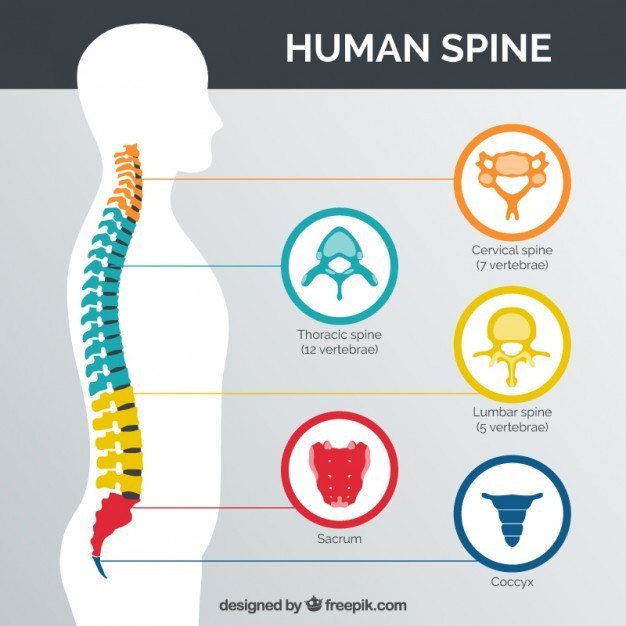 HUMAN SPINE
Cervical spine
(7 vertebrae)
Thoracic spine
(12 vertebrae)
Lumbar spine
(5 vertebrae)
Sacrum
Coccyx
designed by freepik.com